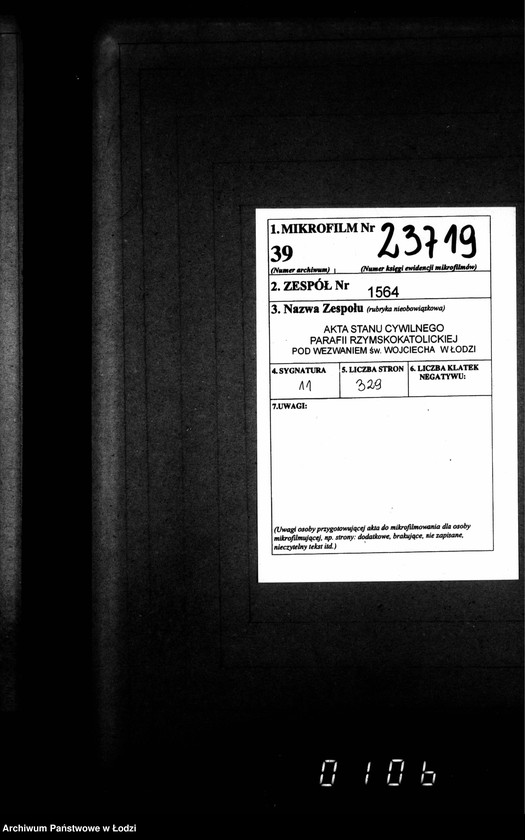 1. MIKROFILM Nr 23719
39
(Numer archiwum) (Numer księgi ewidencji mikrofilmów)
2. ZESPÓŁ Nr 1564
3. Nazwa Zespołu (rubryka nieobowiązkowa)
AKTA STANU CYWILNEGO
PARAFII RZYMSKOKATOLICKIEJ
POD WEZWANIEM św. WOJCIECHA W ŁODZI
4. SYGNATURA 5. LICZBA STRON 6. LICZBA KLATEK
NEGATYWU:
11 329
7.UWAGI:
(Uwagi osoby przygotowującej akta do mikrofilmowania dla osoby
mikrofilmującej, np. strony: dodatkowe, brakujące, nie zapisane,
nieczytelny tekst itd.)
0106
Archiwum Państwowe w Łodzi